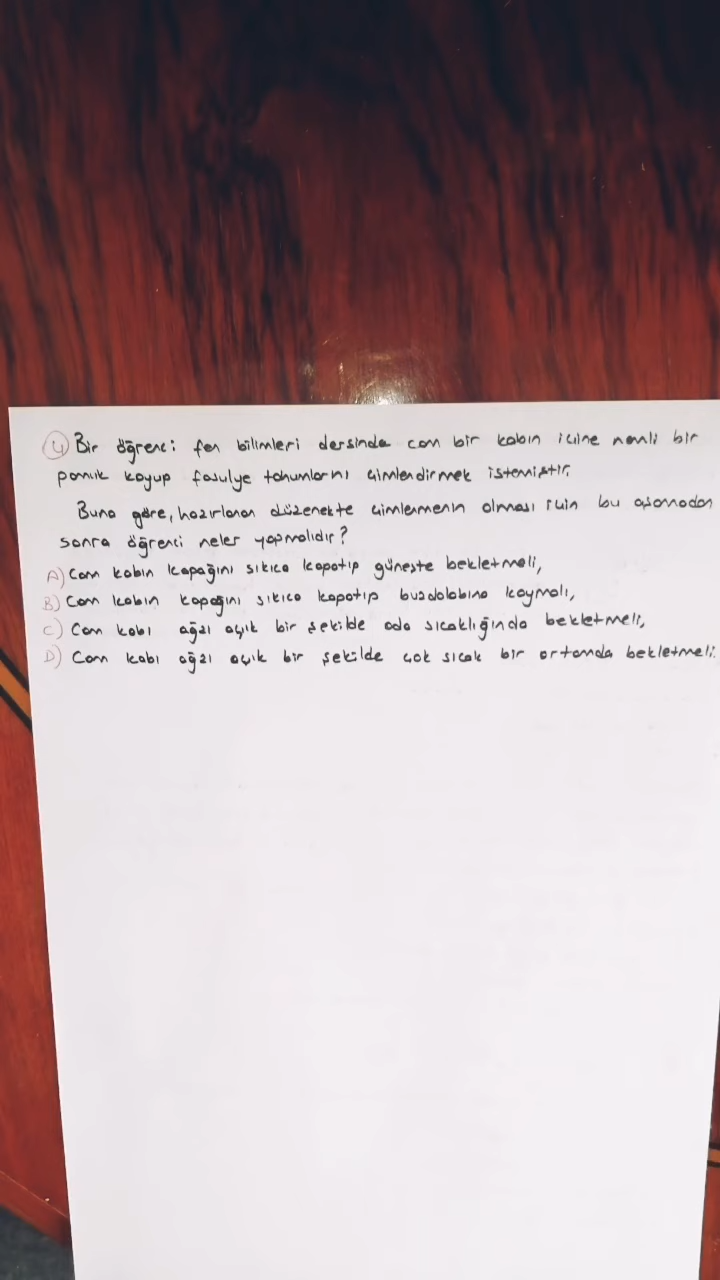 4) Bir öğrenci fen bilimleri dersinde cam bir kabın içine nemli bir
pamuk koyup fasulye tohumlarını çimlendirmek istemiştir.
Buna göre, hazırlanan düzenekte çimlenmenin olması için bu aşamadan
sonra öğrenci neler yapmalıdır?
A) Cam kabın kapağını sıkıca kapatıp güneşte bekletmeli,
B) Cam kabın kapağını sıkıca kapatıp buzdolabına koymalı,
C) Cam kabı ağzı açık bir şekilde oda sıcaklığında bekletmeli,
D) Cam kabı ağzı açık bir şekilde çok sıcak bir ortamda bekletmeli.